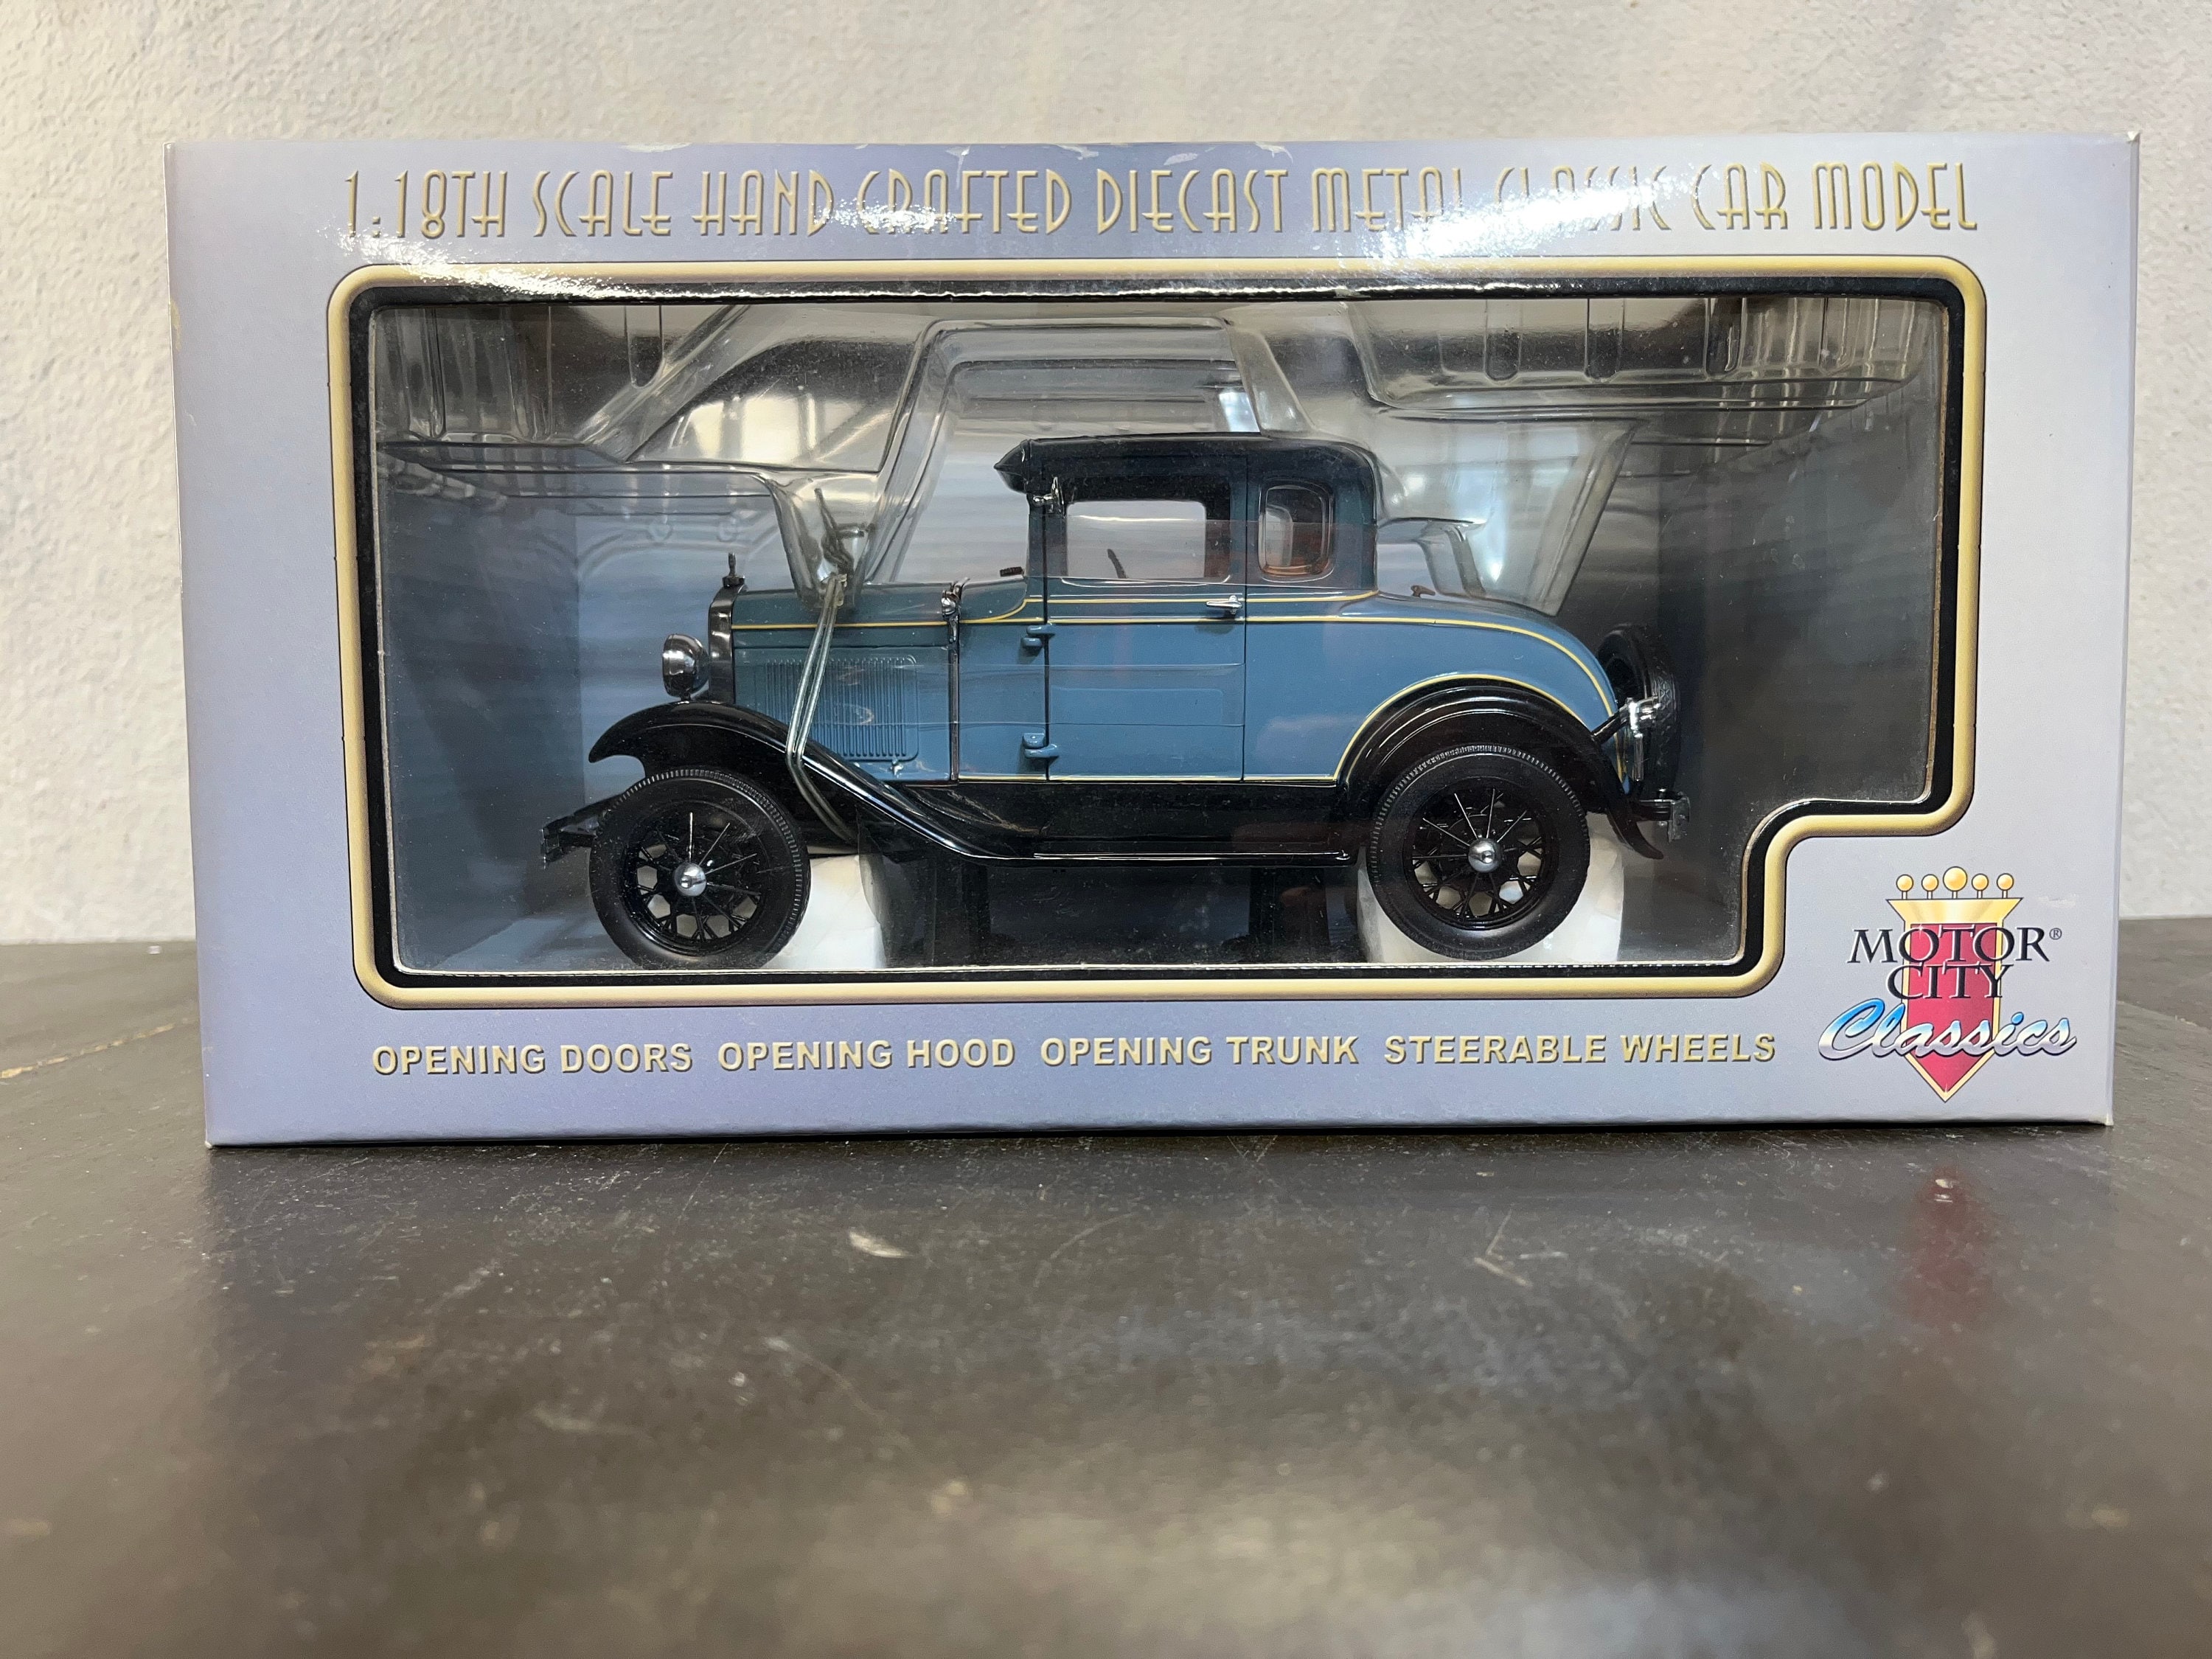 1:18TH SCALE HAND CRAFTED DIECAST METAL CLASSIC CAR MODEL
MOTOR®
CITY
Classics
OPENING DOORS OPENING HOOD OPENING TRUNK STEERABLE WHEELS